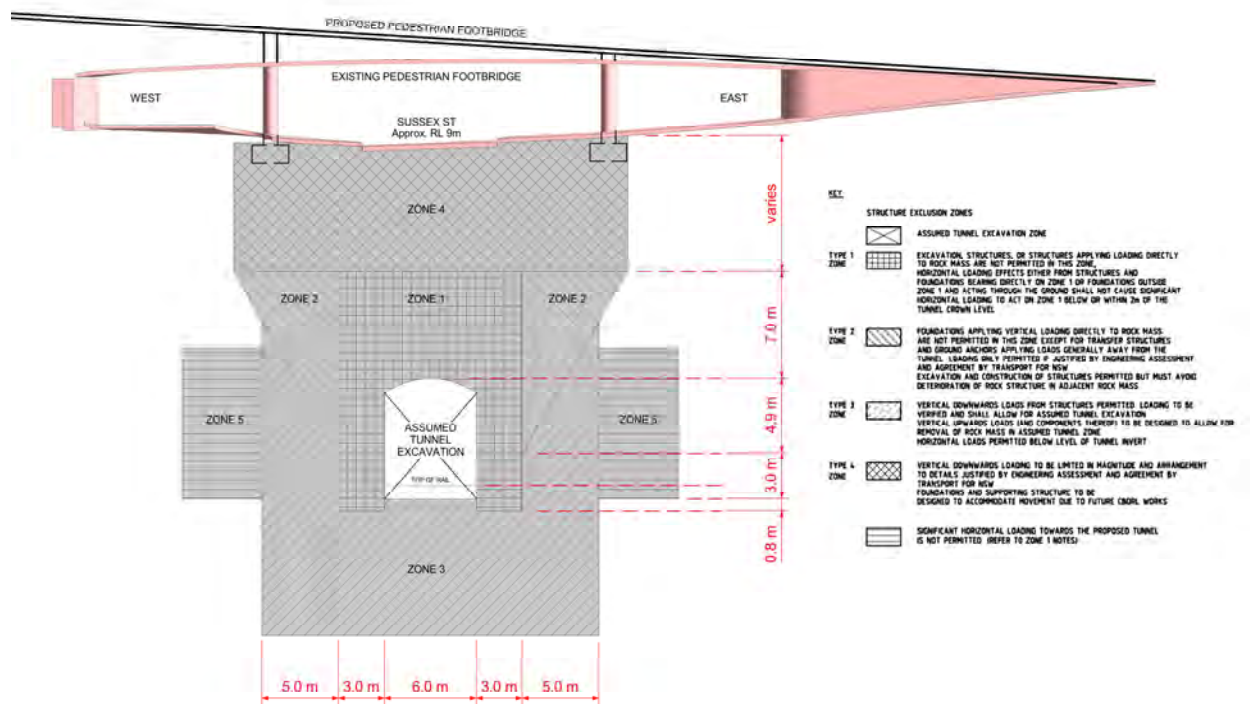 PROPOSED PEDESTRIAN FOOTBRIDGE
EXISTING PEDESTRIAN FOOTBRIDGE
WEST
EAST
SUSSEX ST
Approx. RL 9m
ZONE 4
ZONE 2
ZONE 1
ZONE 2
ZONE 5
ASSUMED
TUNNEL
EXCAVATION
TOP OF RAIL
ZONE 5
ZONE 3
varies
7.0 m
4.9 m
3.0 m
0.8 m
5.0 m
3.0 m
6.0 m
3.0 m
5.0 m
KEY
STRUCTURE EXCLUSION ZONES
ASSUMED TUNNEL EXCAVATION ZONE
TYPE 1
ZONE
EXCAVATION, STRUCTURES, OR STRUCTURES APPLYING LOADING DIRECTLY
TO ROCK MASS ARE NOT PERMITTED IN THIS ZONE,
HORIZONTAL LOADING EFFECTS EITHER FROM STRUCTURES AND
FOUNDATIONS BEARING DIRECTLY ON ZONE 1 OR FOUNDATIONS OUTSIDE
ZONE 1 AND ACTING THROUGH THE GROUND SHALL NOT CAUSE SIGNIFICANT
HORIZONTAL LOADING TO ACT ON ZONE 1 BELOW OR WITHIN 2m OF THE
TUNNEL CROWN LEVEL
TYPE 2
ZONE
FOUNDATIONS APPLYING VERTICAL LOADING DIRECTLY TO ROCK MASS
ARE NOT PERMITTED IN THIS ZONE EXCEPT FOR TRANSFER STRUCTURES
AND GROUND ANCHORS APPLYING LOADS GENERALLY AWAY FROM THE
TUNNEL. LOADING ONLY PERMITTED IF JUSTIFIED BY ENGINEERING ASSESSMENT
AND AGREEMENT BY TRANSPORT FOR NSW
EXCAVATION AND CONSTRUCTION OF STRUCTURES PERMITTED BUT MUST AVOID
DETERIORATION OF ROCK STRUCTURE IN ADJACENT ROCK MASS
TYPE 3
ZONE
VERTICAL DOWNWARDS LOADS FROM STRUCTURES PERMITTED. LOADING TO BE
VERIFIED AND SHALL ALLOW FOR ASSUMED TUNNEL EXCAVATION
VERTICAL UPWARDS LOADS (AND COMPONENTS THEREOF) TO BE DESIGNED TO ALLOW FOR
REMOVAL OF ROCK MASS IN ASSUMED TUNNEL ZONE
HORIZONTAL LOADS PERMITTED BELOW LEVEL OF TUNNEL INVERT
TYPE 4
ZONE
VERTICAL DOWNWARDS LOADING TO BE LIMITED IN MAGNITUDE AND ARRANGEMENT
TO DETAILS JUSTIFIED BY ENGINEERING ASSESSMENT AND AGREEMENT BY
TRANSPORT FOR NSW
FOUNDATIONS AND SUPPORTING STRUCTURE TO BE
DESIGNED TO ACCOMMODATE MOVEMENT DUE TO FUTURE CBDRL WORKS
SIGNIFICANT HORIZONTAL LOADING TOWARDS THE PROPOSED TUNNEL
IS NOT PERMITTED (REFER TO ZONE 1 NOTES)